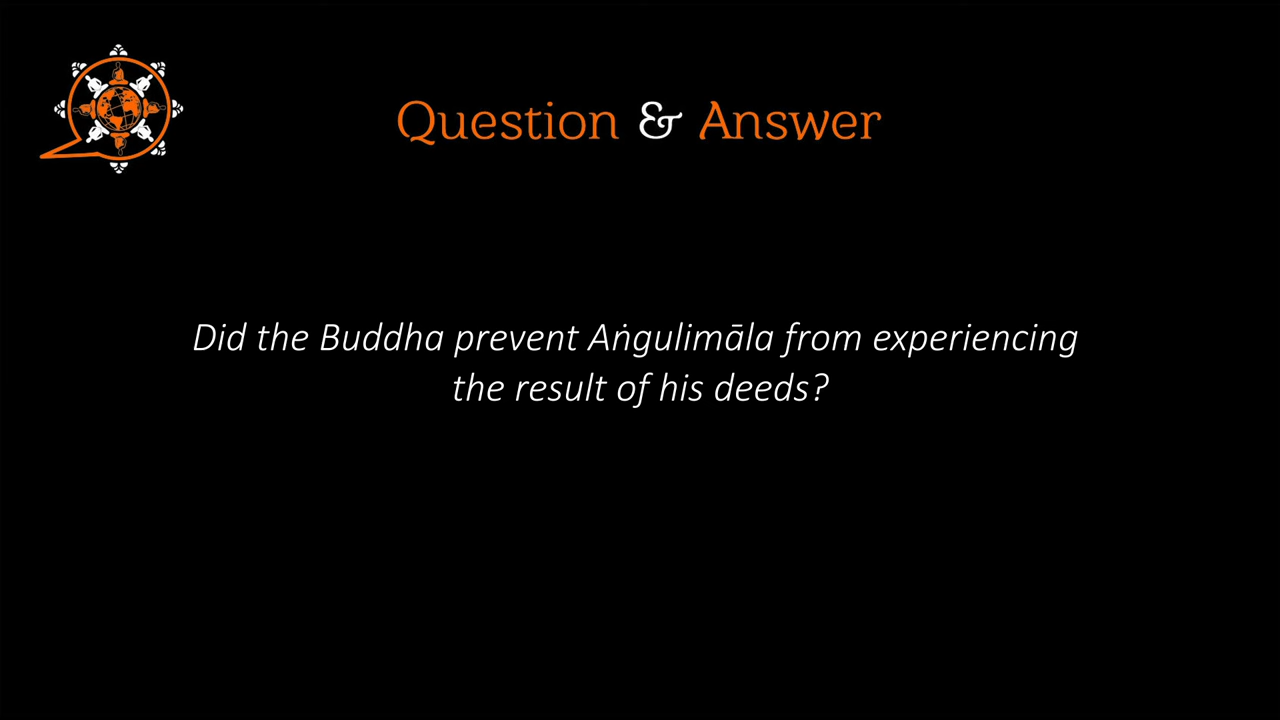 Question & Answer
Did the Buddha prevent Aṅgulimāla from experiencing
the result of his deeds?